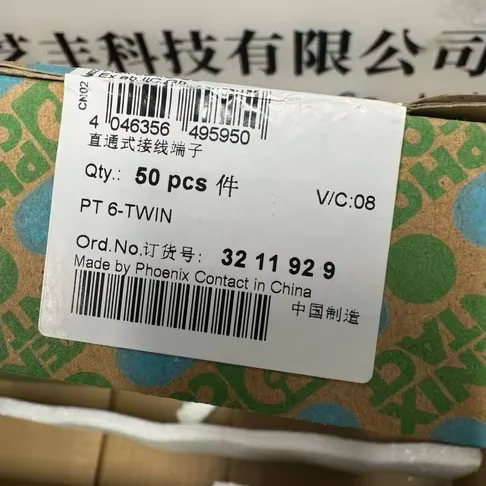 芝丰科技有限公司
CN02
4 046356 495950
直通式接线端子
Qty.: 50 pcs 件
V/C:08
PT 6-TWIN
Ord.No.订货号: 32 11 92 9
Made by Phoenix Contact in China
中国制造